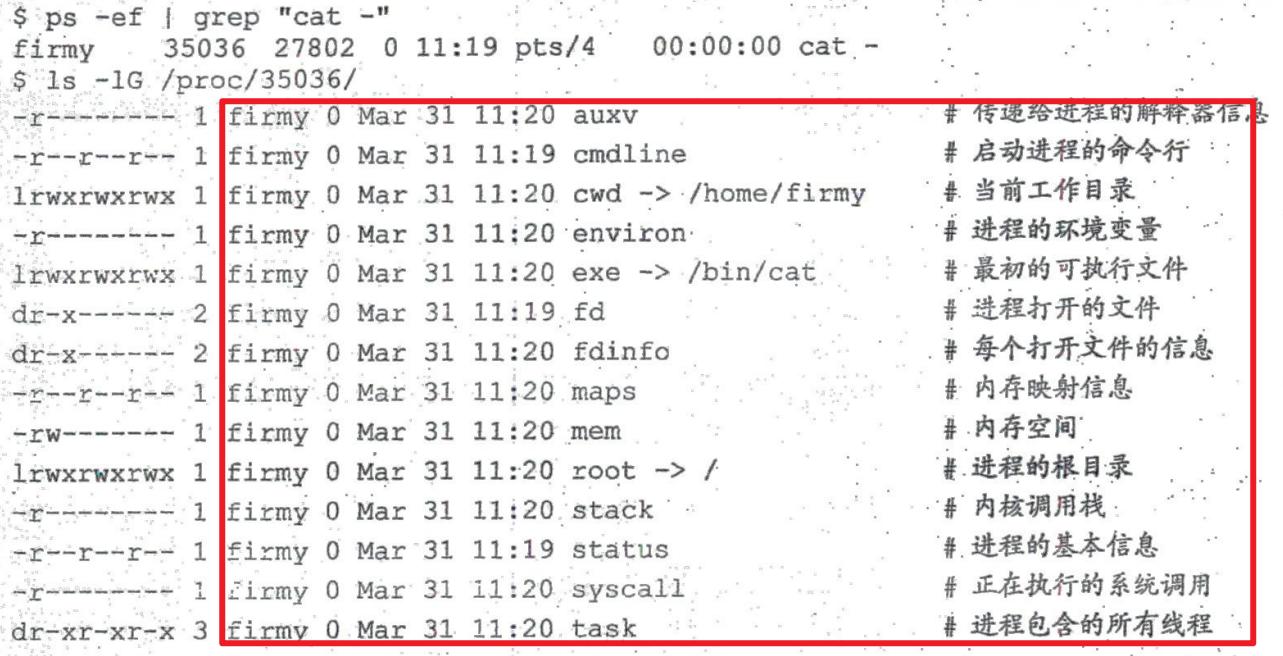 $ ps -ef | grep "cat -"
firmy 35036 27802 0 11:19 pts/4 00:00:00 cat -
$ ls -lG /proc/35036/
-r-------- 1 firmy 0 Mar 31 11:20 auxv # 传递给进程的解释器信息
-r--r--r-- 1 firmy 0 Mar 31 11:19 cmdline # 启动进程的命令行
lrwxrwxrwx 1 firmy 0 Mar 31 11:20 cwd -> /home/firmy # 当前工作目录
-r-------- 1 firmy 0 Mar 31 11:20 environ # 进程的环境变量
lrwxrwxrwx 1 firmy 0 Mar 31 11:20 exe -> /bin/cat # 最初的可执行文件
dr-x------ 2 firmy 0 Mar 31 11:19 fd # 进程打开的文件
dr-x------ 2 firmy 0 Mar 31 11:20 fdinfo # 每个打开文件的信息
-r--r--r-- 1 firmy 0 Mar 31 11:20 maps # 内存映射信息
-rw------- 1 firmy 0 Mar 31 11:20 mem # 内存空间
lrwxrwxrwx 1 firmy 0 Mar 31 11:20 root -> / # 进程的根目录
-r-------- 1 firmy 0 Mar 31 11:20 stack # 内核调用栈
-r--r--r-- 1 firmy 0 Mar 31 11:19 status # 进程的基本信息
-r-------- 1 firmy 0 Mar 31 11:20 syscall # 正在执行的系统调用
dr-xr-xr-x 3 firmy 0 Mar 31 11:20 task # 进程包含的所有线程